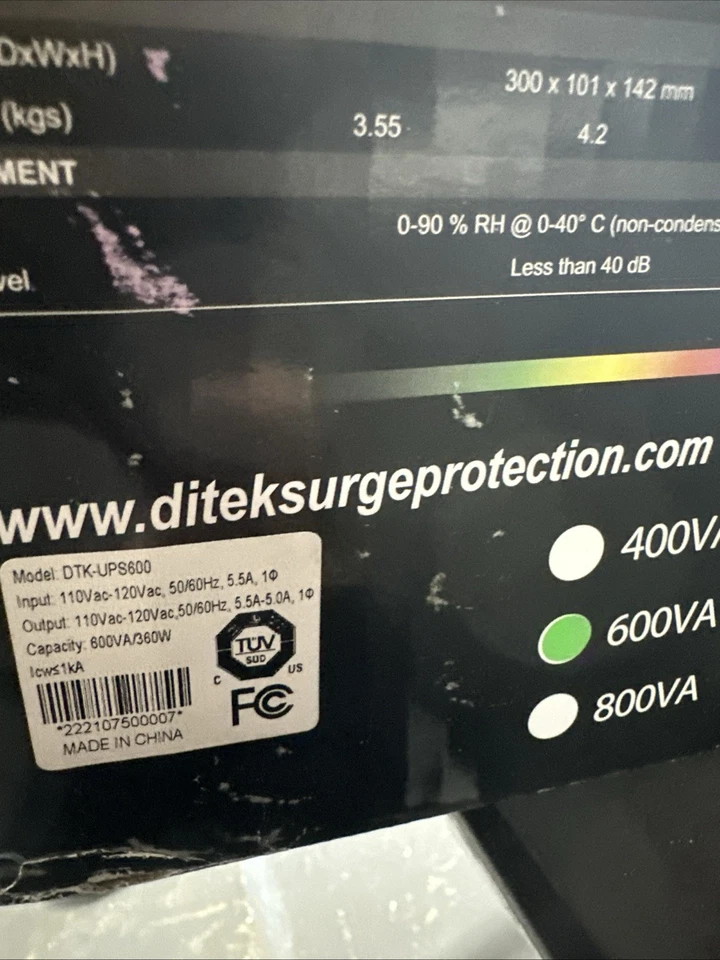 DxWxH)
300 x 101 x 142 mm
(kgs)
3.55
4.2
MENT
0-90 % RH @ 0-40° C (non-condens
vel
Less than 40 dB
www.diteksurgeprotection.com
Model: DTK-UPS600
Input: 110Vac-120Vac, 50/60Hz, 5.5A, 1Φ
Output: 110Vac-120Vac,50/60Hz, 5.5A-5.0A, 1Φ
Capacity: 600VA/360W
Icw≤1kA
TÜV
SÜD
C US
FC
*222107500007*
MADE IN CHINA
400VA
600VA
800VA